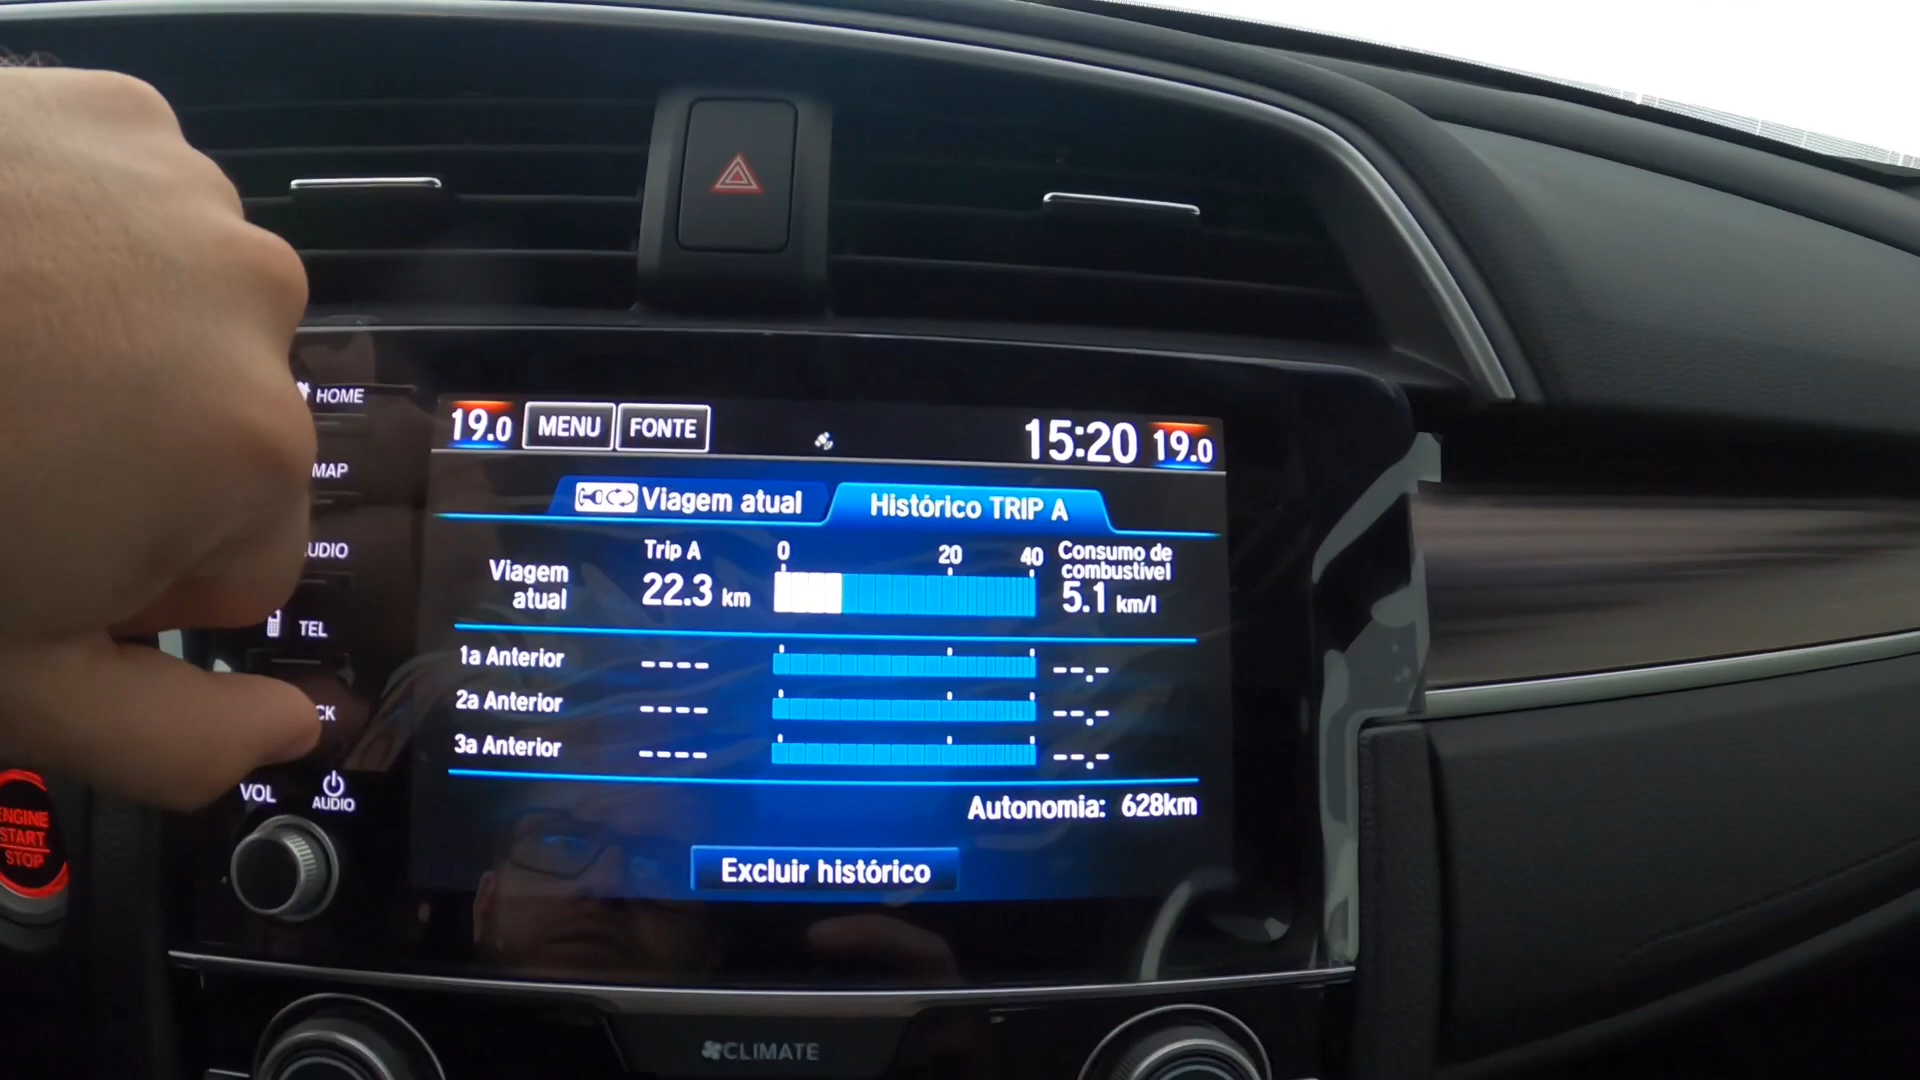 HOME
19.0 MENU FONTE 15:20 19.0
MAP
Viagem atual Histórico TRIP A
UDIO
Trip A 0 20 40 Consumo de combustível
Viagem atual 22.3 km 5.1 km/l
TEL
1a Anterior ---- --.-
CK
2a Anterior ---- --.-
3a Anterior ---- --.-
VOL AUDIO
Autonomia: 628km
ENGINE
START
STOP
Excluir histórico
CLIMATE